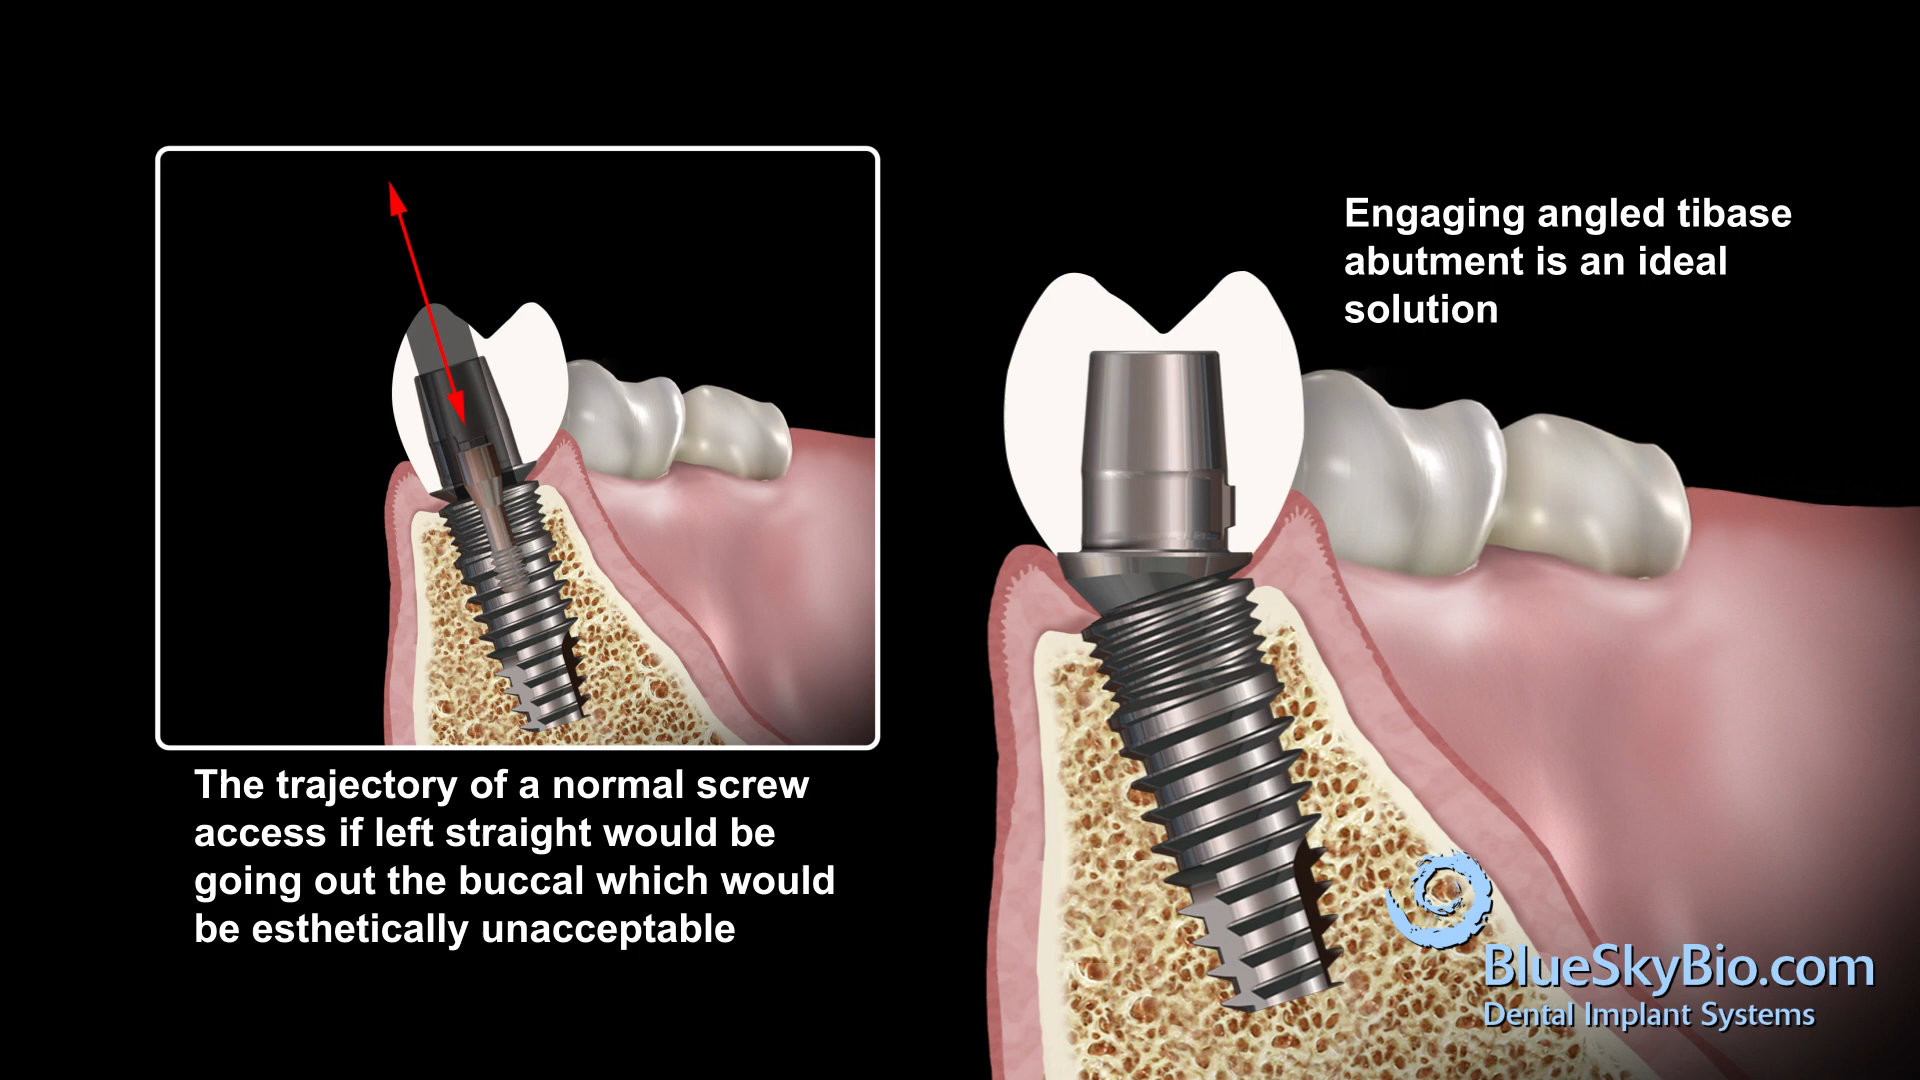 The trajectory of a normal screw
access if left straight would be
going out the buccal which would
be esthetically unacceptable
Engaging angled tibase
abutment is an ideal
solution
BlueSkyBio.com
Dental Implant Systems